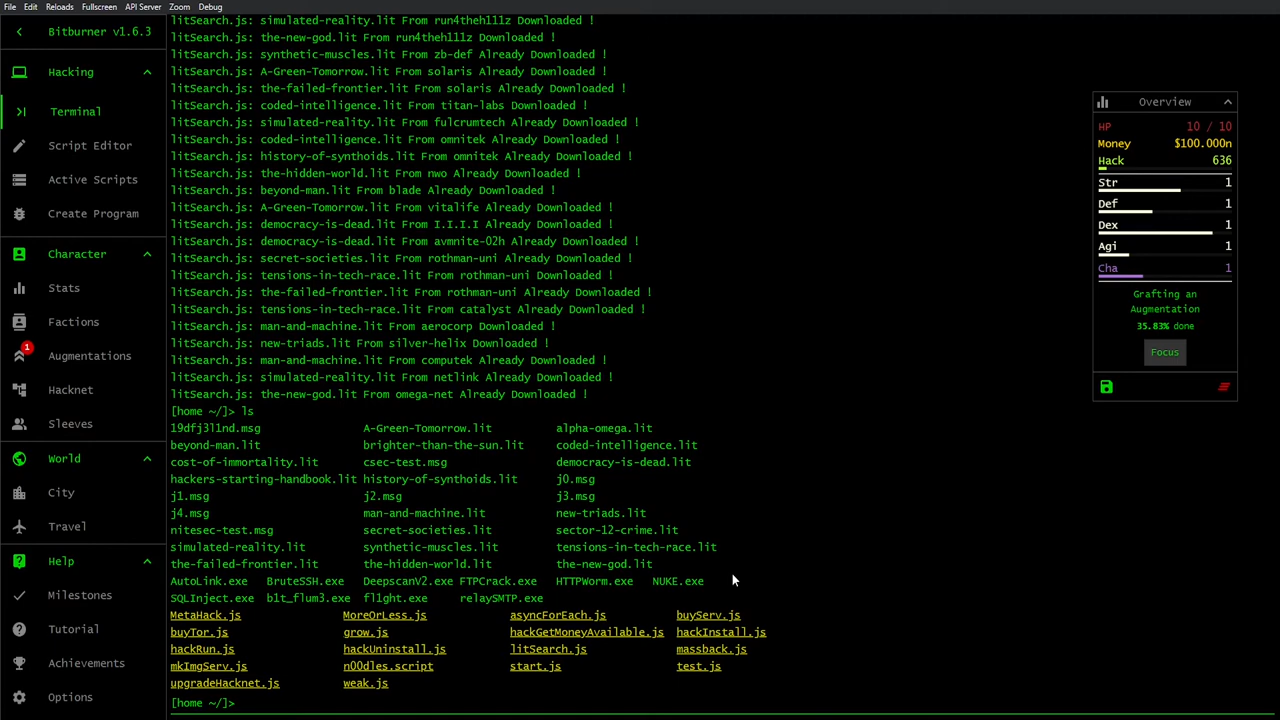 File Edit Reloads API Server Zoom Debug
Bitburner v1.6.3
Hacking
Terminal
Script Editor
Active Scripts
Create Program
Character
Stats
Factions
1
Augmentations
Hacknet
Sleeves
World
City
Travel
Help
Milestones
Tutorial
Achievements
Options
litSearch.js: simulated-reality.lit From run4theh111z Downloaded !
litSearch.js: the-new-god.lit From run4theh111z Downloaded !
litSearch.js: synthetic-muscles.lit From zb-def Already Downloaded !
litSearch.js: A-Green-Tomorrow.lit From solaris Already Downloaded !
litSearch.js: the-failed-frontier.lit From solaris Already Downloaded !
litSearch.js: coded-intelligence.lit From titan-labs Downloaded !
litSearch.js: simulated-reality.lit From fulcrumtech Already Downloaded !
litSearch.js: coded-intelligence.lit From omnitek Already Downloaded !
litSearch.js: history-of-synthoids.lit From omnitek Already Downloaded !
litSearch.js: the-hidden-world.lit From nwo Already Downloaded !
litSearch.js: beyond-man.lit From blade Already Downloaded !
litSearch.js: A-Green-Tomorrow.lit From vitalife Already Downloaded !
litSearch.js: democracy-is-dead.lit From I.I.I.I Already Downloaded !
litSearch.js: democracy-is-dead.lit From avmnite-02h Already Downloaded !
litSearch.js: secret-societies.lit From rothman-uni Already Downloaded !
litSearch.js: tensions-in-tech-race.lit From rothman-uni Already Downloaded !
litSearch.js: the-failed-frontier.lit From rothman-uni Already Downloaded !
litSearch.js: tensions-in-tech-race.lit From catalyst Already Downloaded !
litSearch.js: man-and-machine.lit From aerocorp Already Downloaded !
litSearch.js: new-triads.lit From silver-helix Downloaded !
litSearch.js: man-and-machine.lit From computek Already Downloaded !
litSearch.js: simulated-reality.lit From netlink Already Downloaded !
litSearch.js: the-new-god.lit From omega-net Already Downloaded !
[home ~/]> ls
19dfj3l1nd.msg A-Green-Tomorrow.lit alpha-omega.lit
beyond-man.lit brighter-than-the-sun.lit coded-intelligence.lit
cost-of-immortality.lit csec-test.msg democracy-is-dead.lit
hackers-starting-handbook.lit history-of-synthoids.lit j0.msg
j1.msg j2.msg j3.msg
j4.msg man-and-machine.lit new-triads.lit
nitesec-test.msg secret-societies.lit sector-12-crime.lit
simulated-reality.lit synthetic-muscles.lit tensions-in-tech-race.lit
the-failed-frontier.lit the-hidden-world.lit the-new-god.lit
AutoLink.exe BruteSSH.exe DeepscanV2.exe FTPCrack.exe HTTPWorm.exe NUKE.exe
SQLInject.exe b1t_flum3.exe fl1ght.exe relaySMTP.exe
MetaHack.js MoreOrLess.js asyncForEach.js buyServ.js
buyTor.js grow.js hackGetMoneyAvailable.js hackInstall.js
hackRun.js hackUninstall.js litSearch.js massback.js
mkImgServ.js n00dles.script start.js test.js
upgradeHacknet.js weak.js
[home ~/]>
Overview
HP 10 / 10
Money $100.000n
Hack 636
Str 1
Def 1
Dex 1
Agi 1
Cha 1
Grafting an
Augmentation
35.83% done
Focus